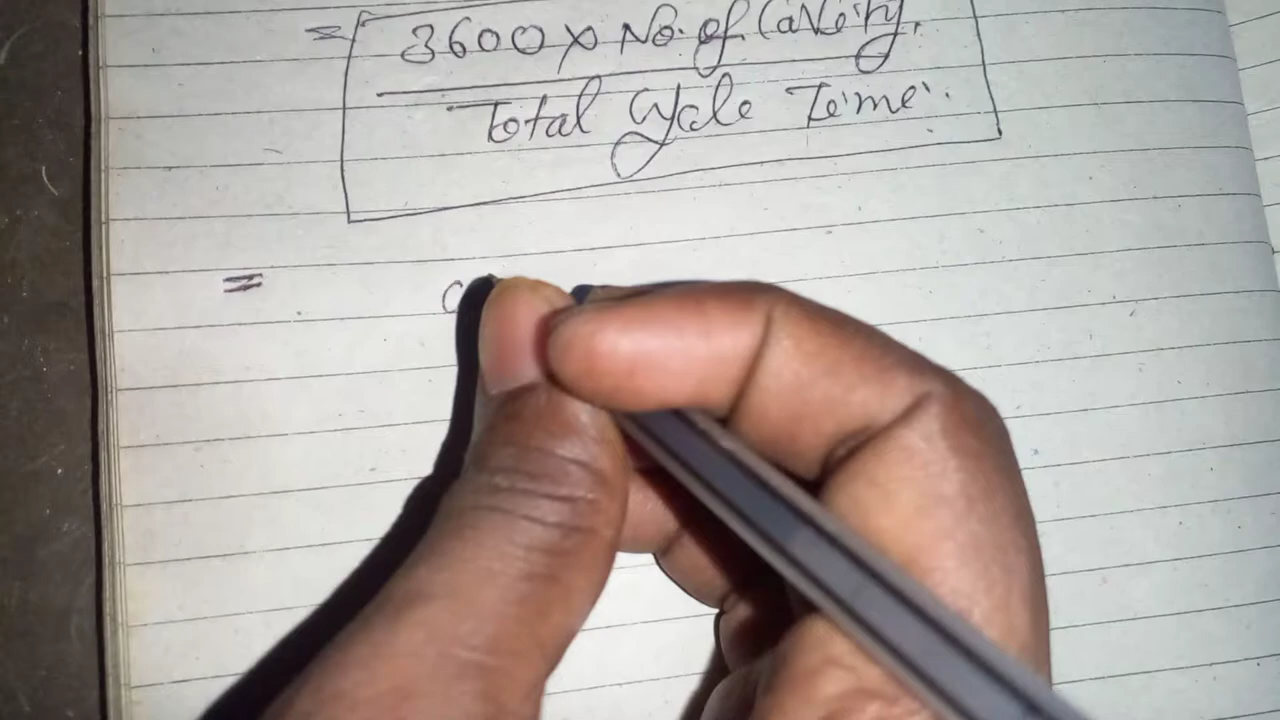 = 3600 × No. of Cavity.
Total Cycle Time.
=